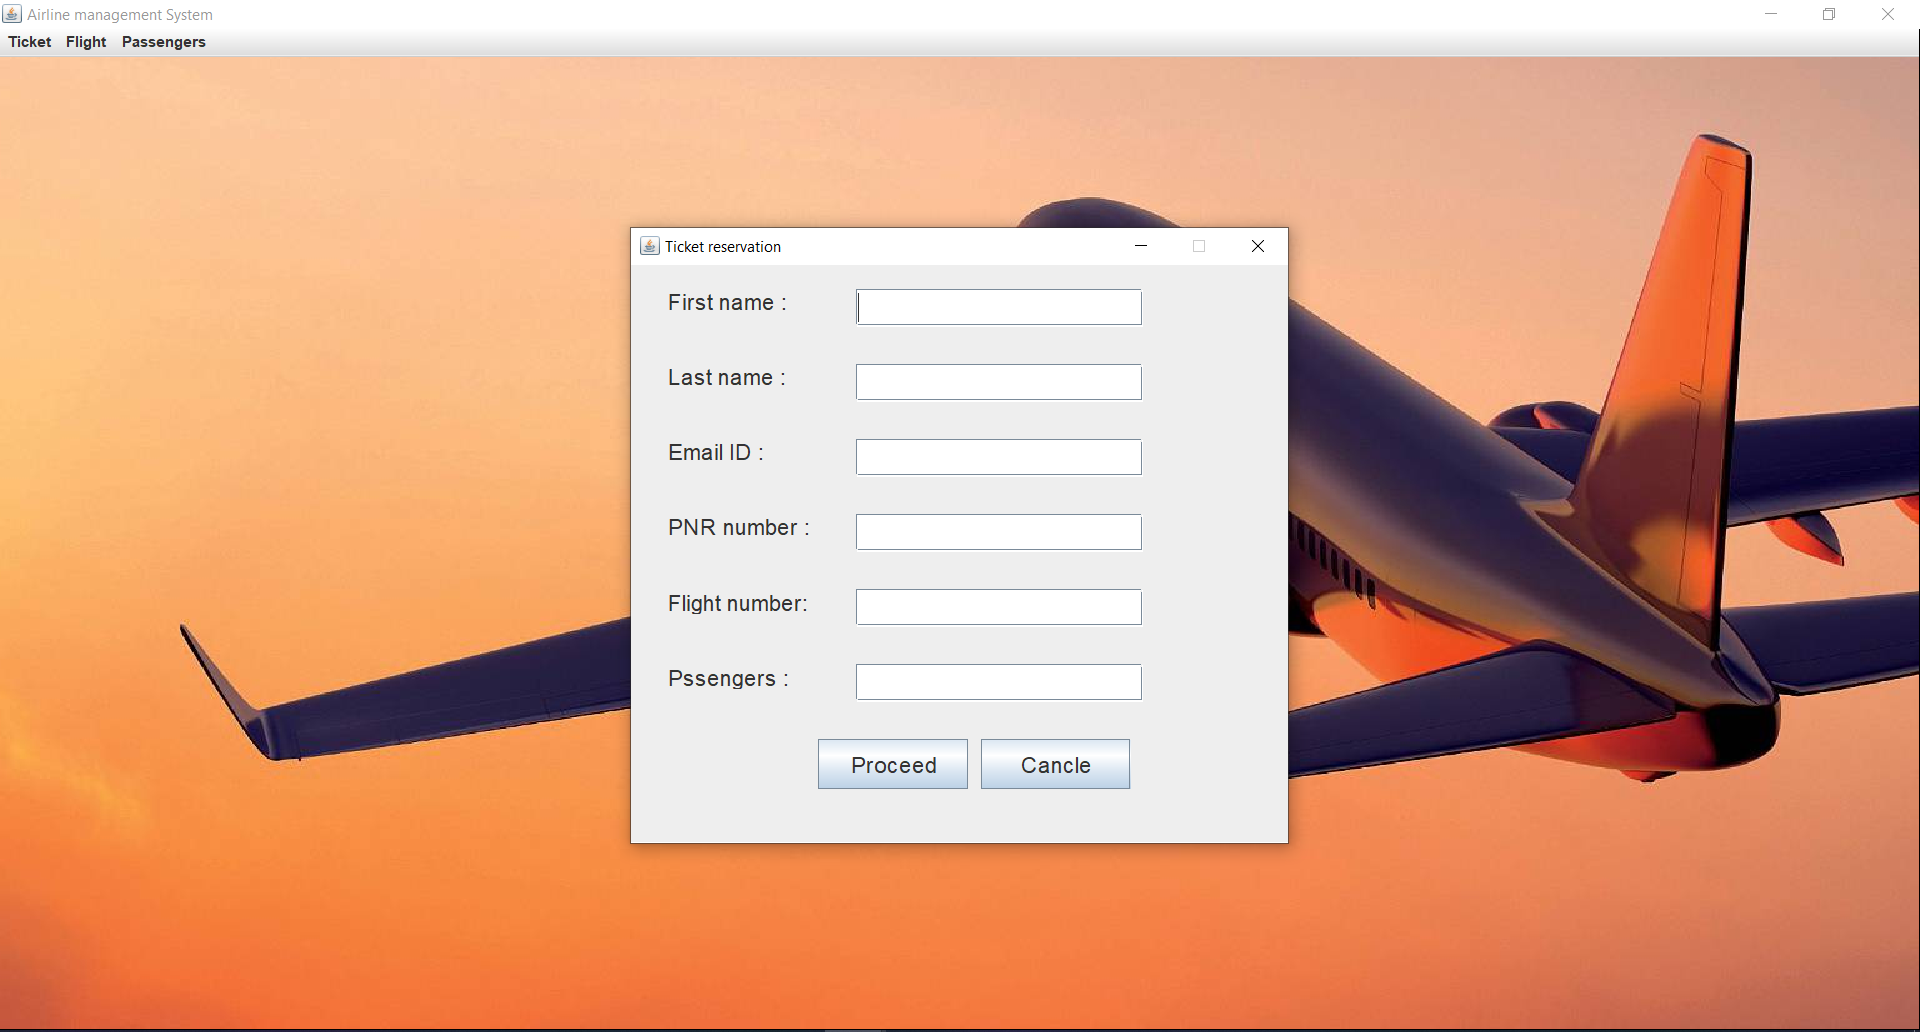 Airline management System
Ticket Flight Passengers
Ticket reservation
First name :
Last name :
Email ID :
PNR number :
Flight number:
Pssengers :
Proceed Cancle